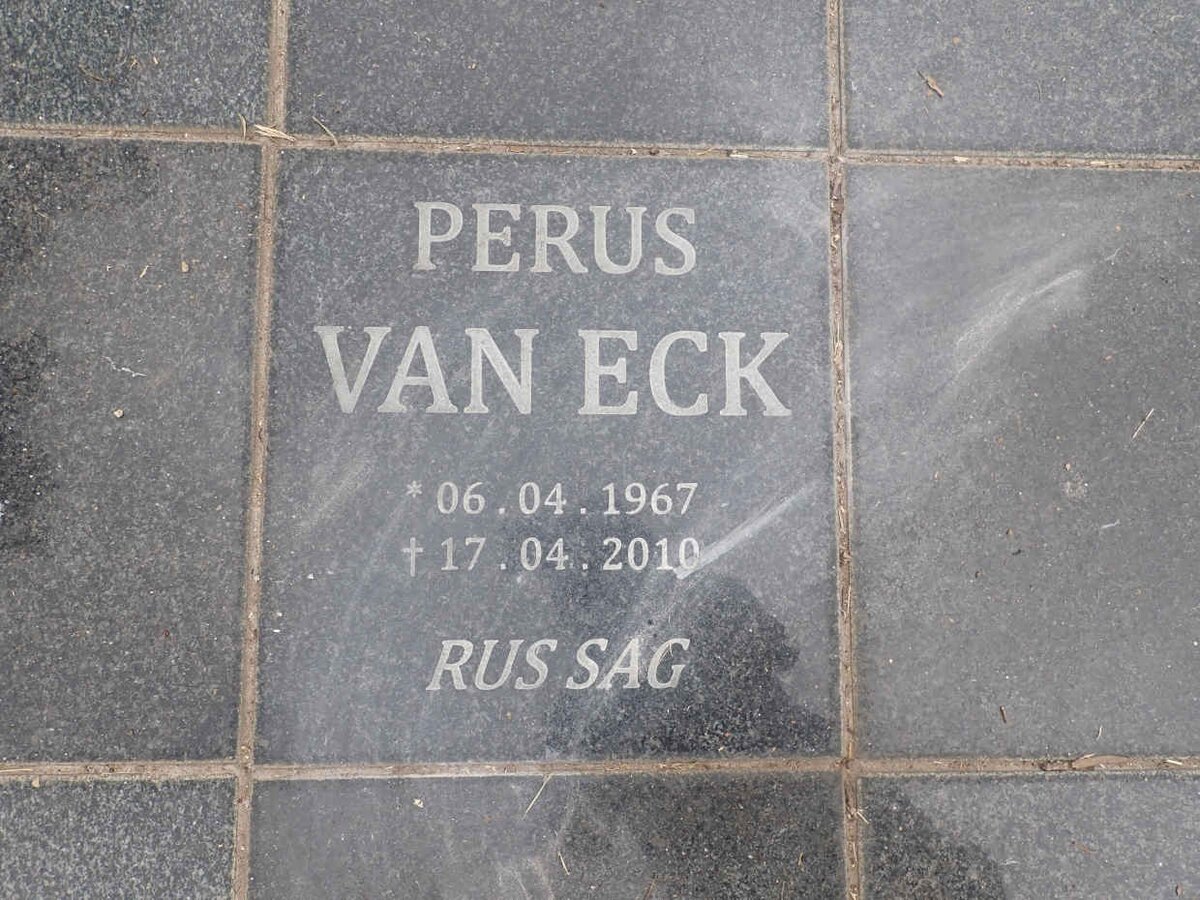 PERUS
VAN ECK
* 06.04.1967
† 17.04.2010
RUS SAG